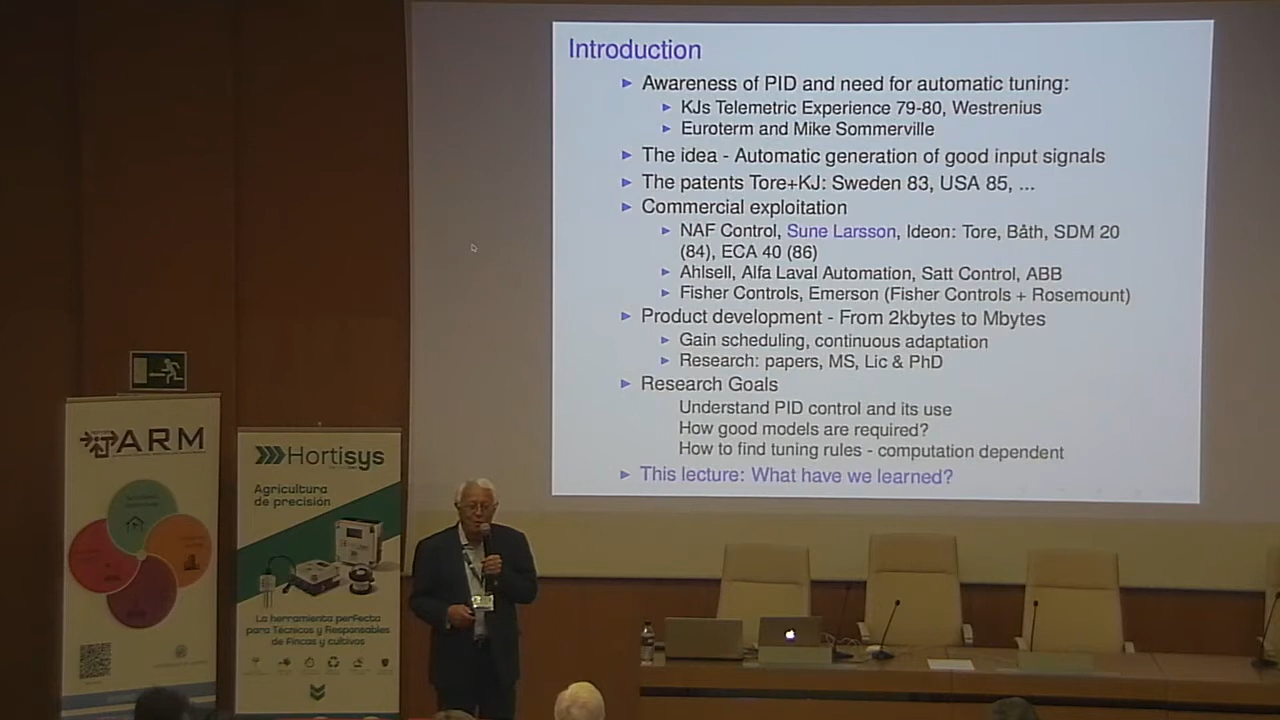 Introduction
Awareness of PID and need for automatic tuning:
KJs Telemetric Experience 79-80, Westrenius
Euroterm and Mike Sommerville
The idea - Automatic generation of good input signals
The patents Tore+KJ: Sweden 83, USA 85, ...
Commercial exploitation
NAF Control, Sune Larsson, Ideon: Tore, Båth, SDM 20
(84), ECA 40 (86)
Ahlsell, Alfa Laval Automation, Satt Control, ABB
Fisher Controls, Emerson (Fisher Controls + Rosemount)
Product development - From 2kbytes to Mbytes
Gain scheduling, continuous adaptation
Research: papers, MS, Lic & PhD
Research Goals
Understand PID control and its use
How good models are required?
How to find tuning rules - computation dependent
This lecture: What have we learned?
ARM
Hortisys
Agricultura
de precisión
La herramienta perfecta
para Técnicos y Responsables
de Fincas y cultivos